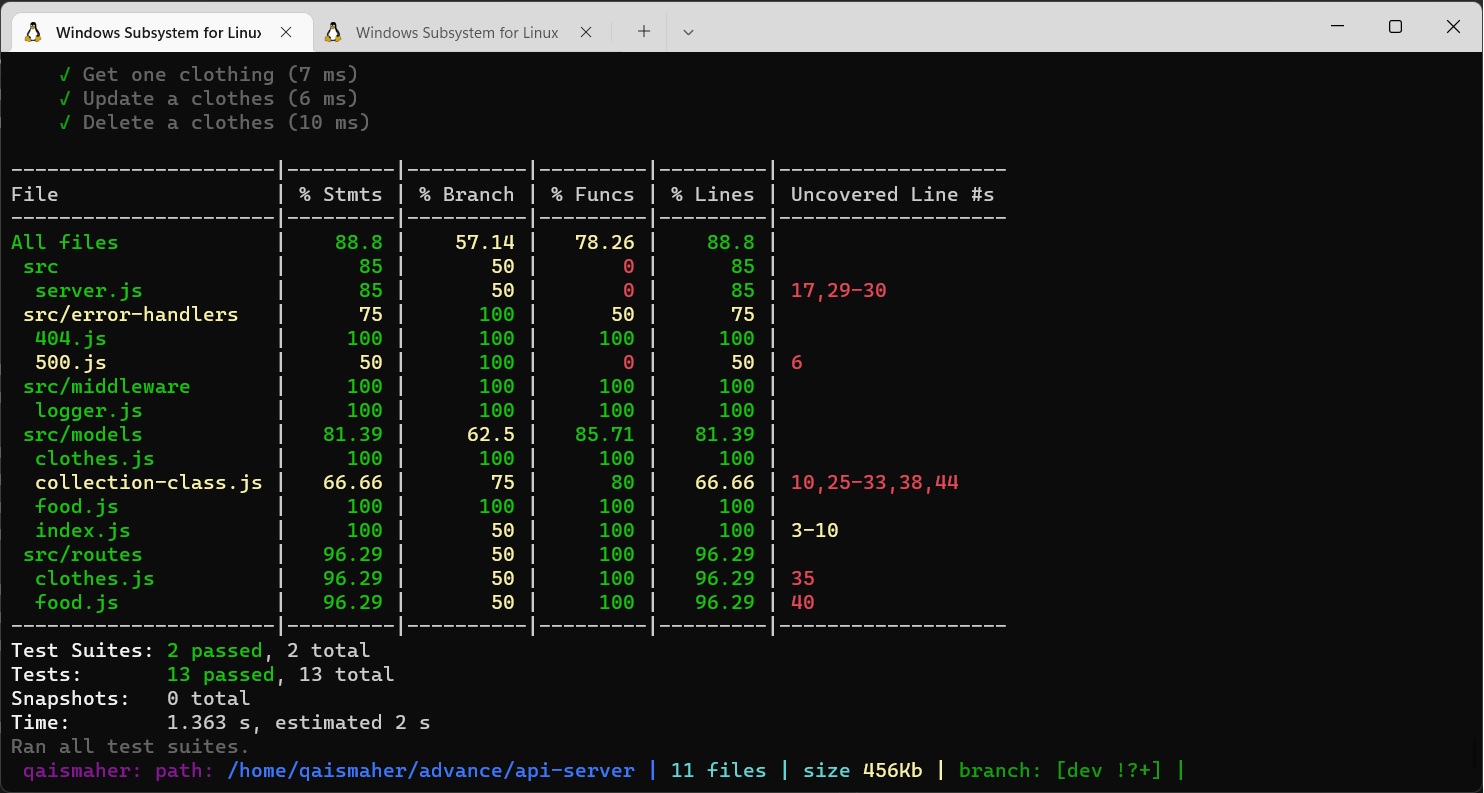 Windows Subsystem for Linux Windows Subsystem for Linux
√ Get one clothing (7 ms)
√ Update a clothes (6 ms)
√ Delete a clothes (10 ms)
----------------------|---------|----------|---------|---------|-------------------
File                  | % Stmts | % Branch | % Funcs | % Lines | Uncovered Line #s
----------------------|---------|----------|---------|---------|-------------------
All files             |    88.8 |    57.14 |   78.26 |    88.8 |
 src                  |      85 |       50 |       0 |      85 |
  server.js           |      85 |       50 |       0 |      85 | 17,29-30
 src/error-handlers   |      75 |      100 |      50 |      75 |
  404.js              |     100 |      100 |     100 |     100 |
  500.js              |      50 |      100 |       0 |      50 | 6
 src/middleware       |     100 |      100 |     100 |     100 |
  logger.js           |     100 |      100 |     100 |     100 |
 src/models           |   81.39 |     62.5 |   85.71 |   81.39 |
  clothes.js          |     100 |      100 |     100 |     100 |
  collection-class.js |   66.66 |       75 |      80 |   66.66 | 10,25-33,38,44
  food.js             |     100 |      100 |     100 |     100 |
  index.js            |     100 |       50 |     100 |     100 | 3-10
 src/routes           |   96.29 |       50 |     100 |   96.29 |
  clothes.js          |   96.29 |       50 |     100 |   96.29 | 35
  food.js             |   96.29 |       50 |     100 |   96.29 | 40
----------------------|---------|----------|---------|---------|-------------------
Test Suites: 2 passed, 2 total
Tests:       13 passed, 13 total
Snapshots:   0 total
Time:        1.363 s, estimated 2 s
Ran all test suites.
qaismaher: path: /home/qaismaher/advance/api-server | 11 files | size 456Kb | branch: [dev !?+] |